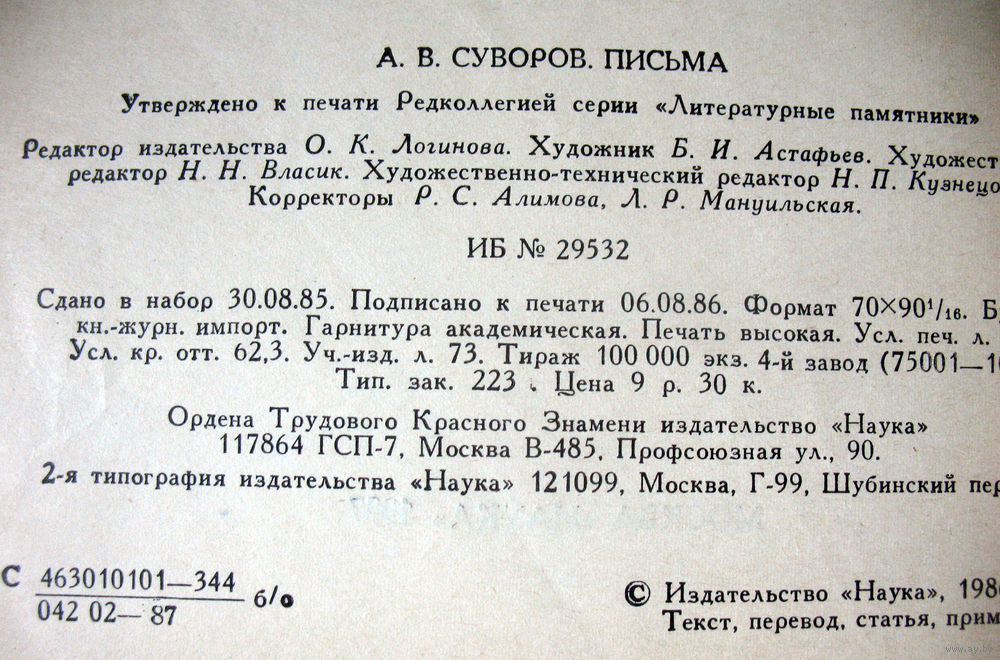 А. В. СУВОРОВ. ПИСЬМА
Утверждено к печати Редколлегией серии «Литературные памятники»
Редактор издательства О. К. Логинова. Художник Б. И. Астафьев. Художест
редактор Н. Н. Власик. Художественно-технический редактор Н. П. Кузнецо
Корректоры Р. С. Алимова, Л. Р. Мануильская.
ИБ № 29532
Сдано в набор 30.08.85. Подписано к печати 06.08.86. Формат 70×90¹/₁₆. Б
кн.-журн. импорт. Гарнитура академическая. Печать высокая. Усл. печ. л.
Усл. кр. отт. 62,3. Уч.-изд. л. 73. Тираж 100 000 экз. 4-й завод (75001—1
Тип. зак. 223 . Цена 9 р. 30 к.
Ордена Трудового Красного Знамени издательство «Наука»
117864 ГСП-7, Москва В-485, Профсоюзная ул., 90.
2-я типография издательства «Наука» 121099, Москва, Г-99, Шубинский пер
С 463010101—344
042 02—87 б/о
© Издательство «Наука», 198
Текст, перевод, статья, прим